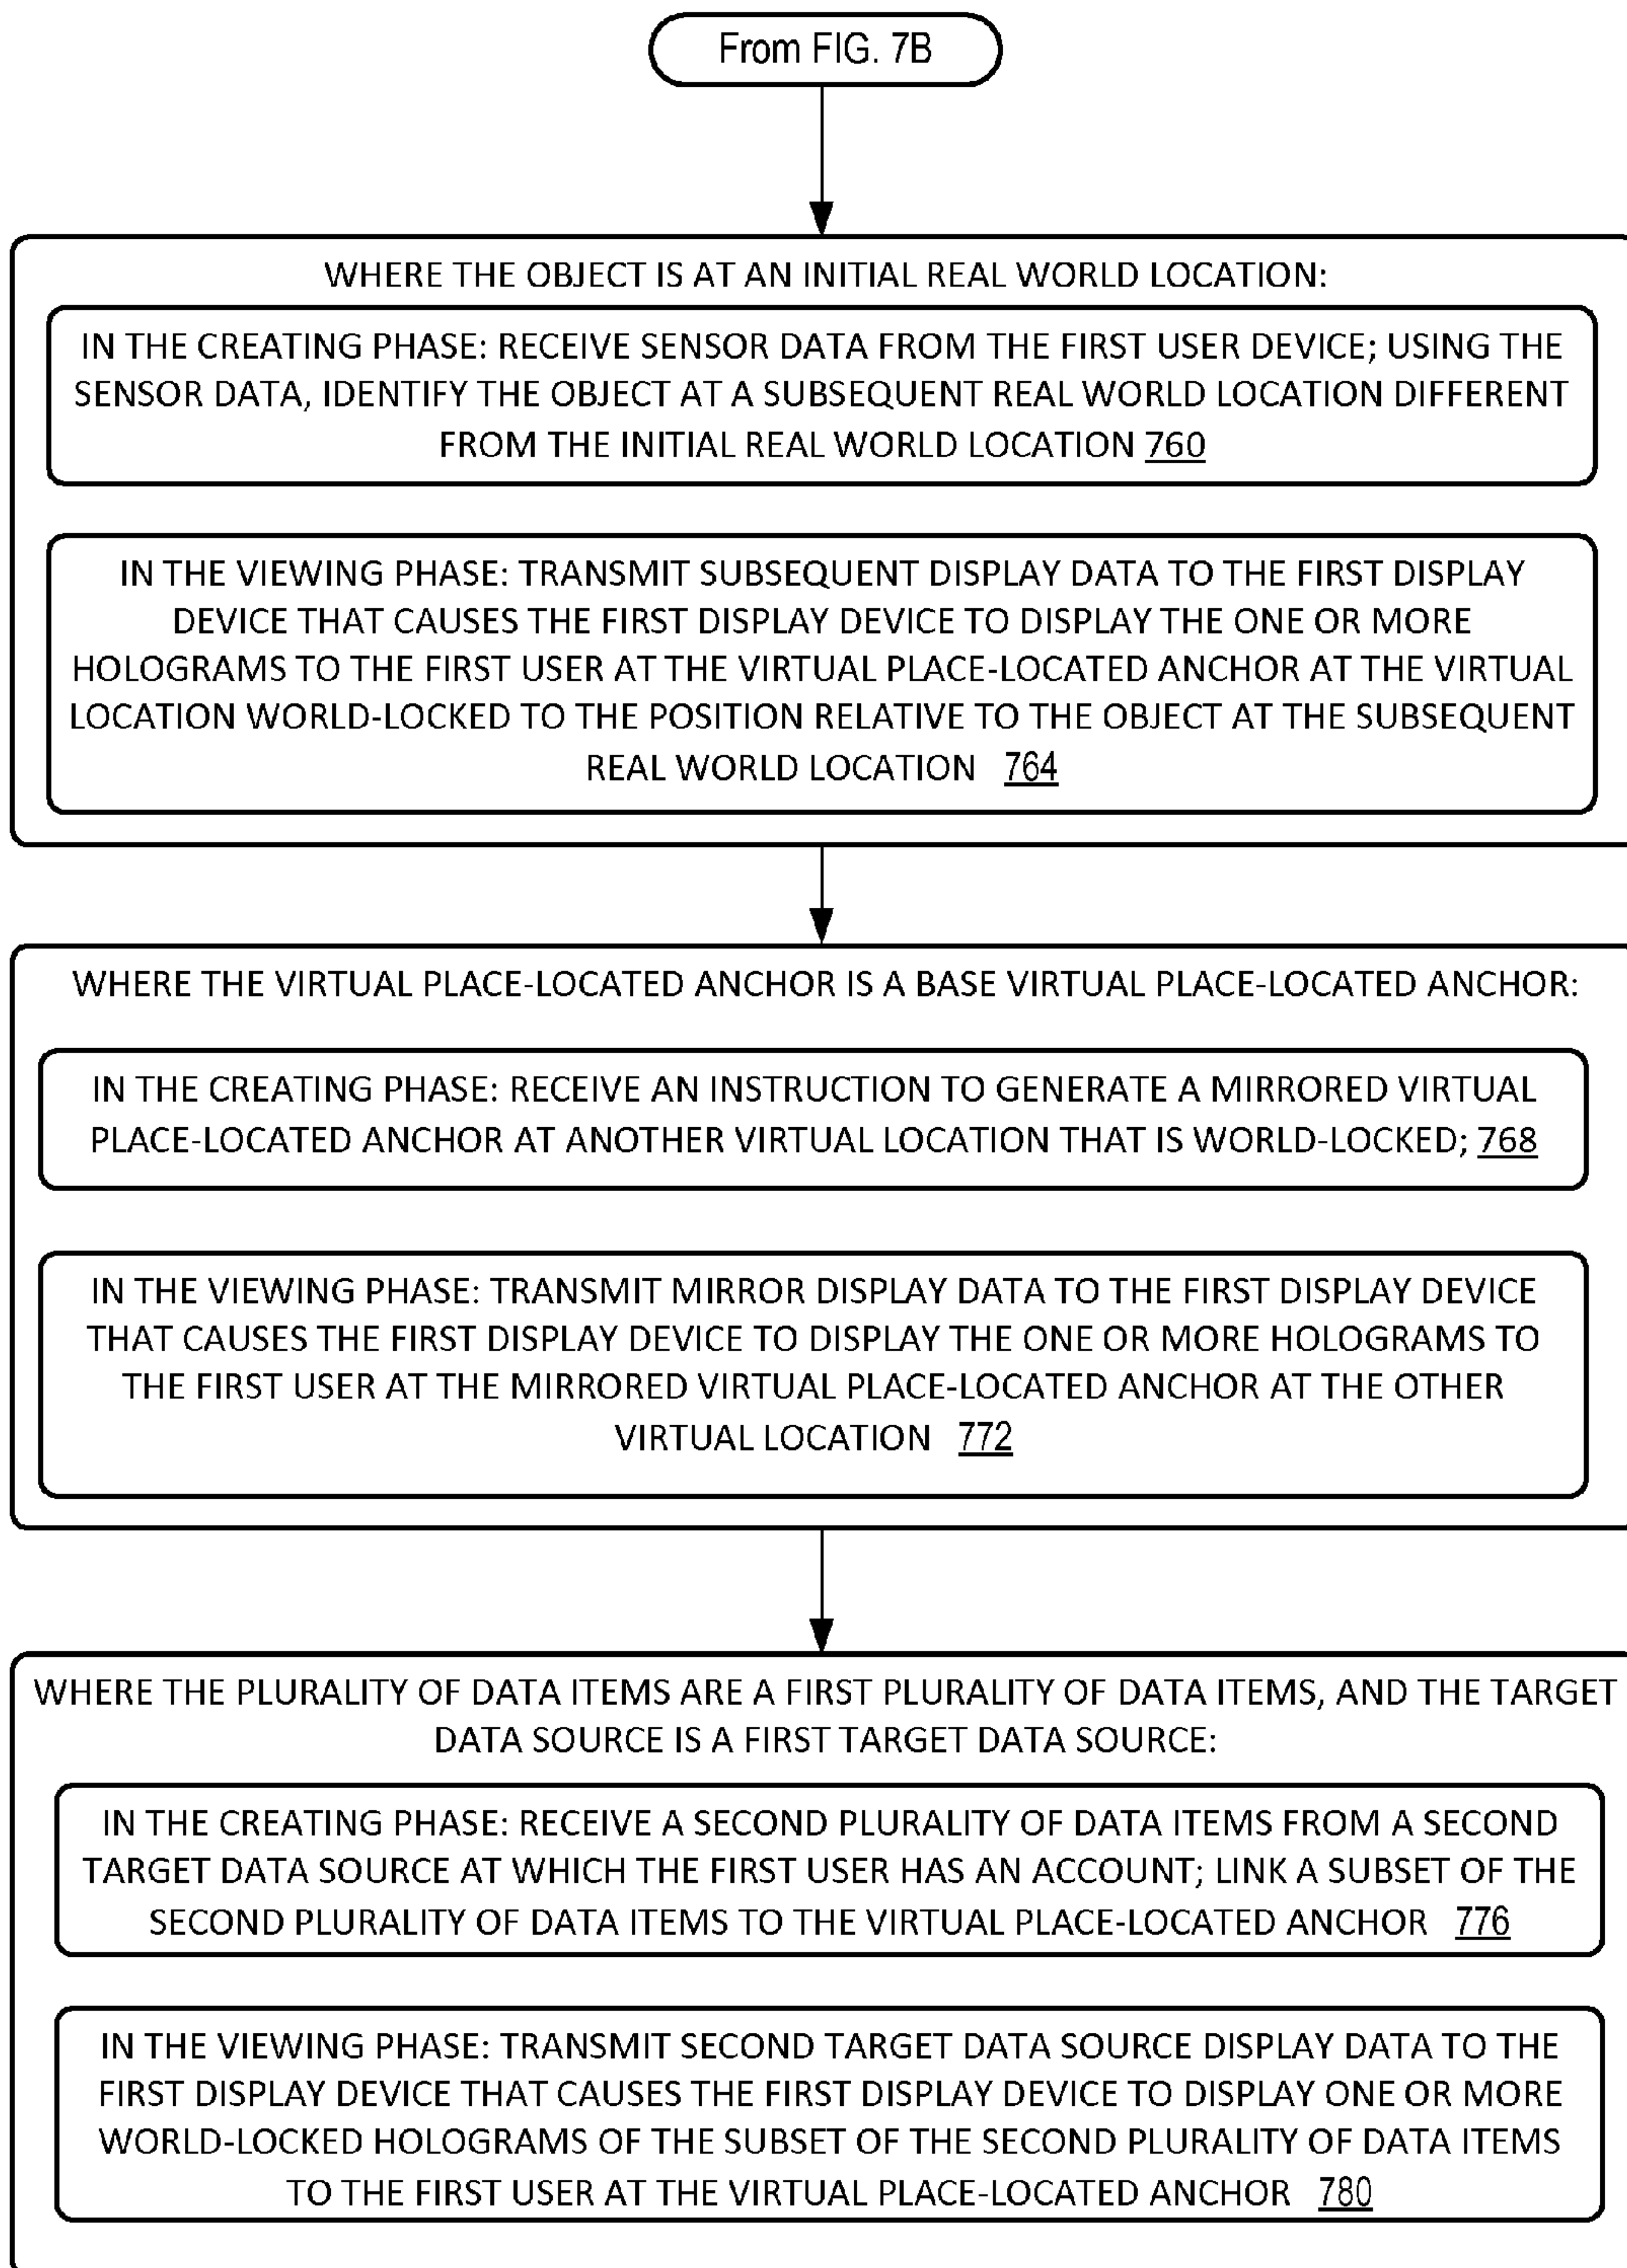 From FIG. 7B
WHERE THE OBJECT IS AT AN INITIAL REAL WORLD LOCATION:
IN THE CREATING PHASE: RECEIVE SENSOR DATA FROM THE FIRST USER DEVICE; USING THE
SENSOR DATA, IDENTIFY THE OBJECT AT A SUBSEQUENT REAL WORLD LOCATION DIFFERENT
FROM THE INITIAL REAL WORLD LOCATION 760
IN THE VIEWING PHASE: TRANSMIT SUBSEQUENT DISPLAY DATA TO THE FIRST DISPLAY
DEVICE THAT CAUSES THE FIRST DISPLAY DEVICE TO DISPLAY THE ONE OR MORE
HOLOGRAMS TO THE FIRST USER AT THE VIRTUAL PLACE-LOCATED ANCHOR AT THE VIRTUAL
LOCATION WORLD-LOCKED TO THE POSITION RELATIVE TO THE OBJECT AT THE SUBSEQUENT
REAL WORLD LOCATION 764
WHERE THE VIRTUAL PLACE-LOCATED ANCHOR IS A BASE VIRTUAL PLACE-LOCATED ANCHOR:
IN THE CREATING PHASE: RECEIVE AN INSTRUCTION TO GENERATE A MIRRORED VIRTUAL
PLACE-LOCATED ANCHOR AT ANOTHER VIRTUAL LOCATION THAT IS WORLD-LOCKED; 768
IN THE VIEWING PHASE: TRANSMIT MIRROR DISPLAY DATA TO THE FIRST DISPLAY DEVICE
THAT CAUSES THE FIRST DISPLAY DEVICE TO DISPLAY THE ONE OR MORE HOLOGRAMS TO
THE FIRST USER AT THE MIRRORED VIRTUAL PLACE-LOCATED ANCHOR AT THE OTHER
VIRTUAL LOCATION 772
WHERE THE PLURALITY OF DATA ITEMS ARE A FIRST PLURALITY OF DATA ITEMS, AND THE TARGET
DATA SOURCE IS A FIRST TARGET DATA SOURCE:
IN THE CREATING PHASE: RECEIVE A SECOND PLURALITY OF DATA ITEMS FROM A SECOND
TARGET DATA SOURCE AT WHICH THE FIRST USER HAS AN ACCOUNT; LINK A SUBSET OF THE
SECOND PLURALITY OF DATA ITEMS TO THE VIRTUAL PLACE-LOCATED ANCHOR 776
IN THE VIEWING PHASE: TRANSMIT SECOND TARGET DATA SOURCE DISPLAY DATA TO THE
FIRST DISPLAY DEVICE THAT CAUSES THE FIRST DISPLAY DEVICE TO DISPLAY ONE OR MORE
WORLD-LOCKED HOLOGRAMS OF THE SUBSET OF THE SECOND PLURALITY OF DATA ITEMS
TO THE FIRST USER AT THE VIRTUAL PLACE-LOCATED ANCHOR 780